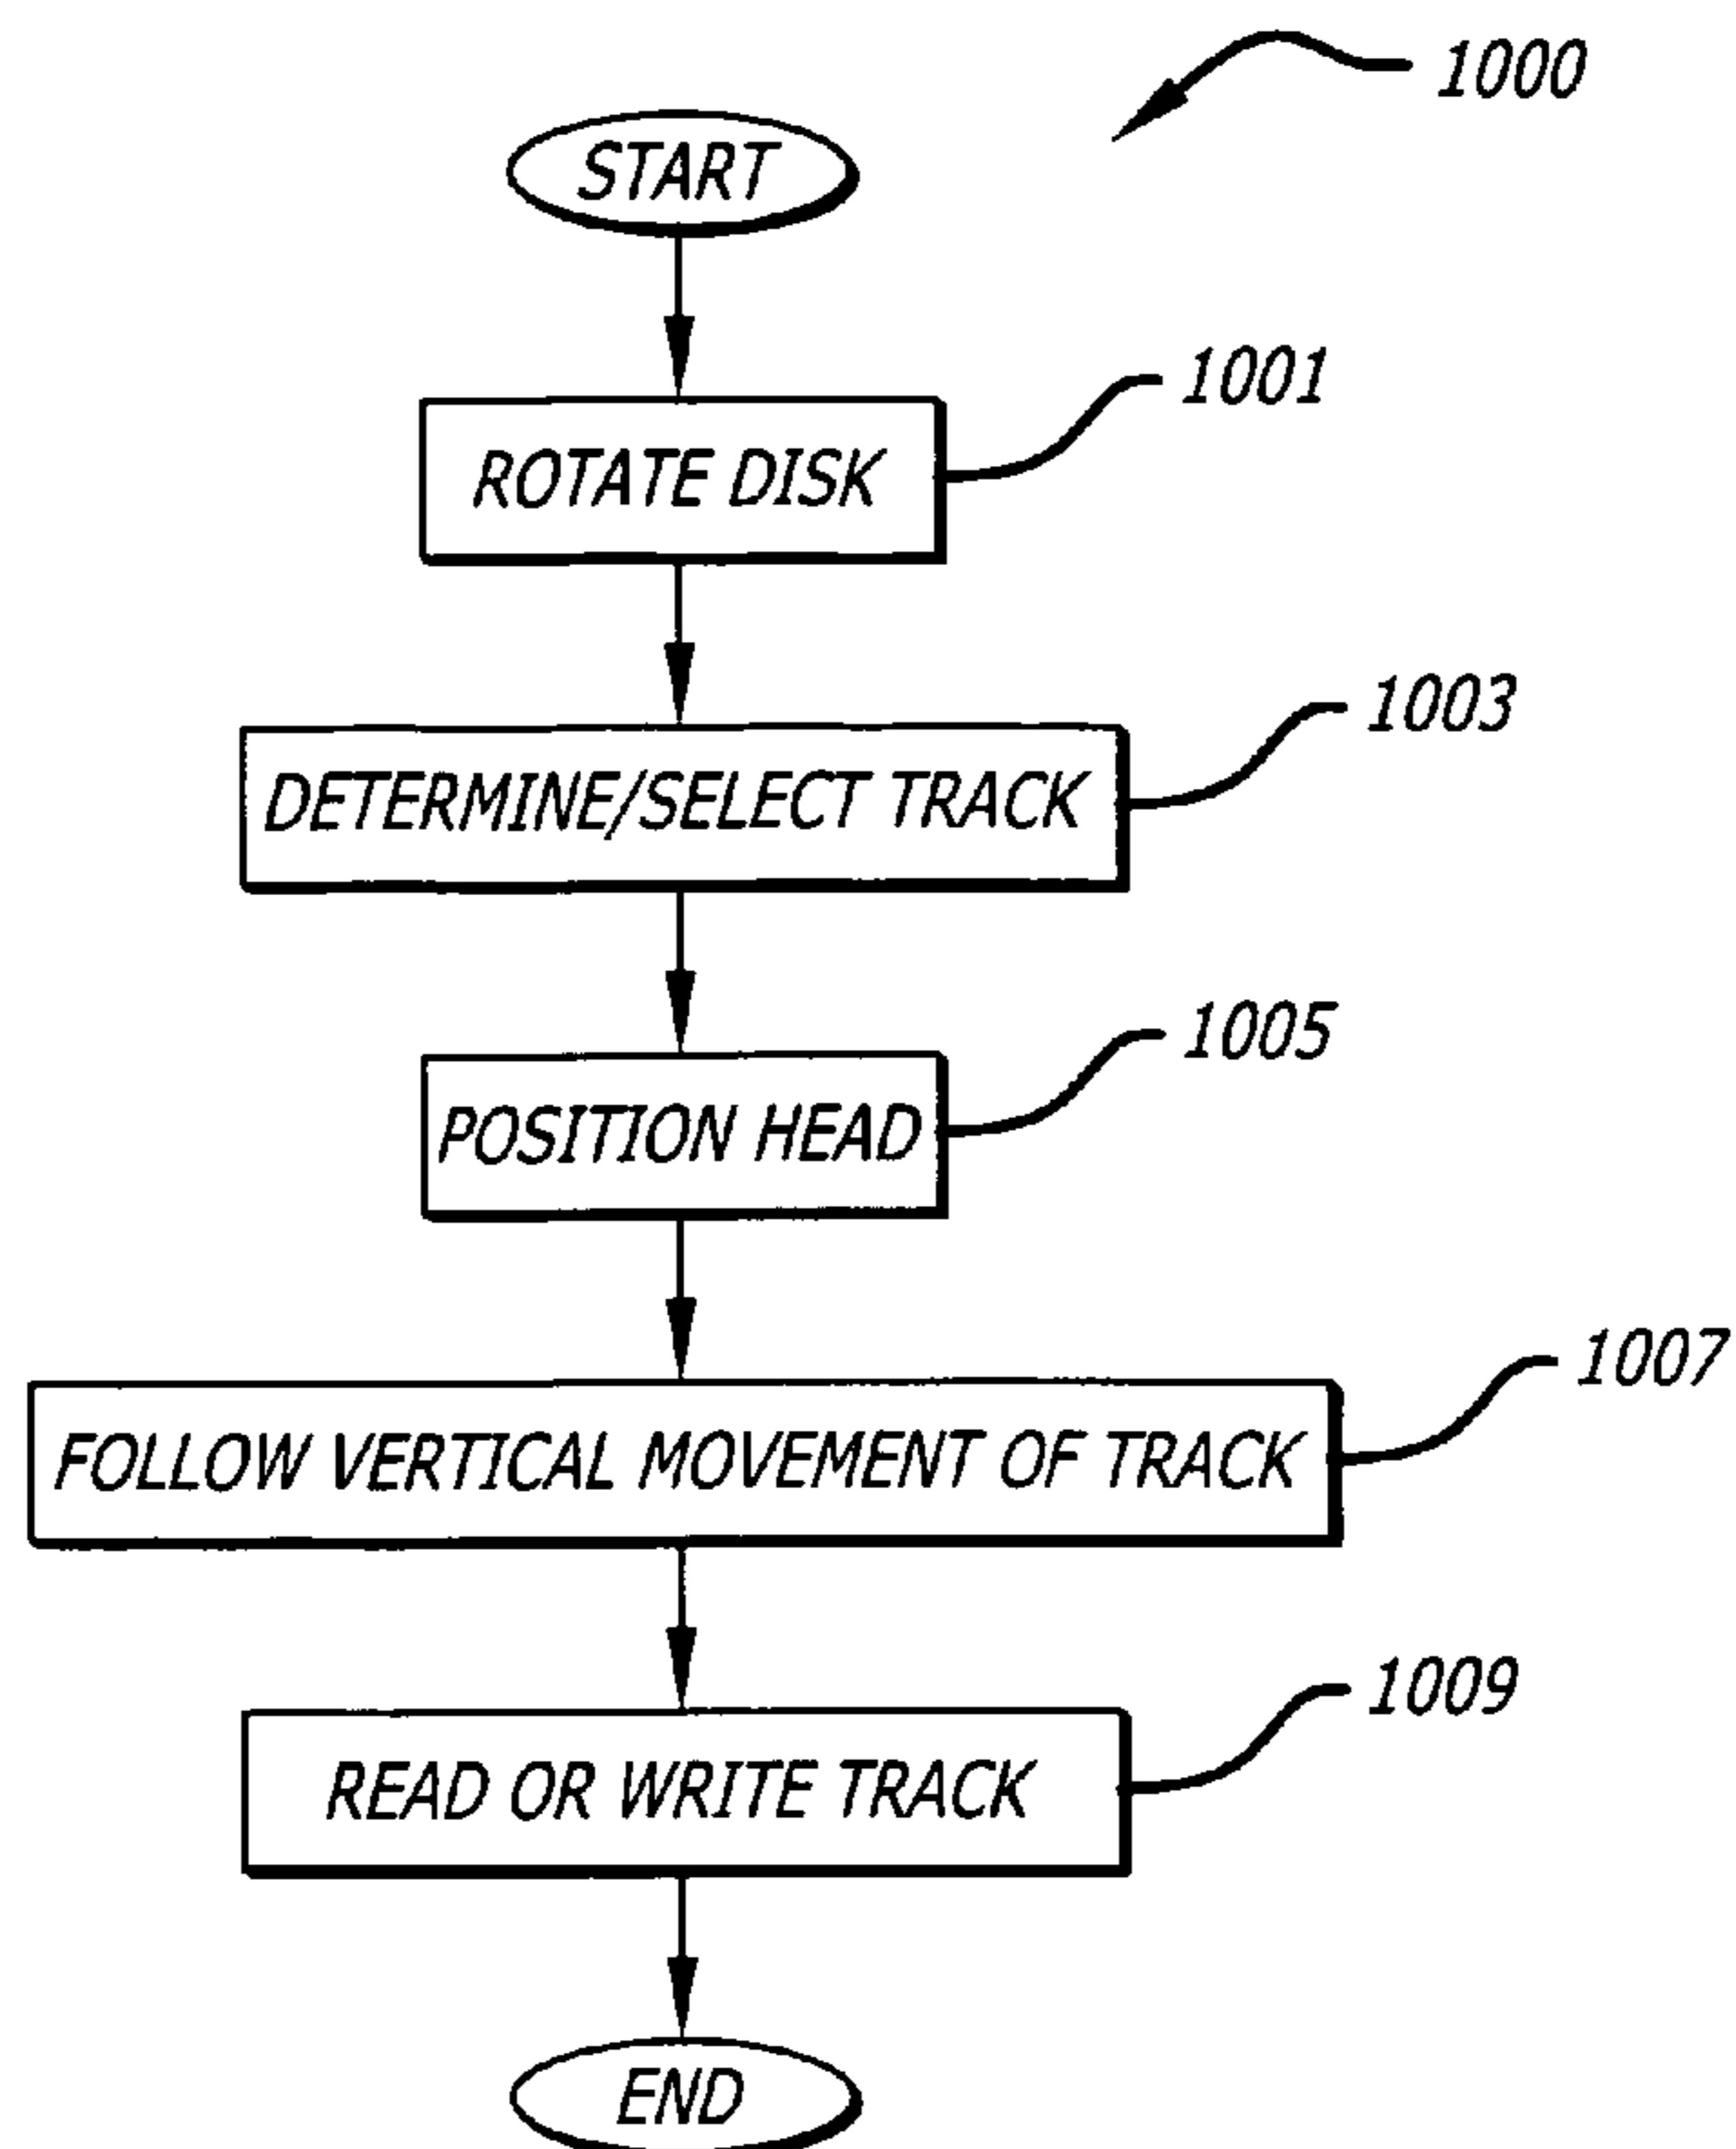 1000
START
1001
ROTATE DISK
1003
DETERMINE/SELECT TRACK
1005
POSITION HEAD
1007
FOLLOW VERTICAL MOVEMENT OF TRACK
1009
READ OR WRITE TRACK
END